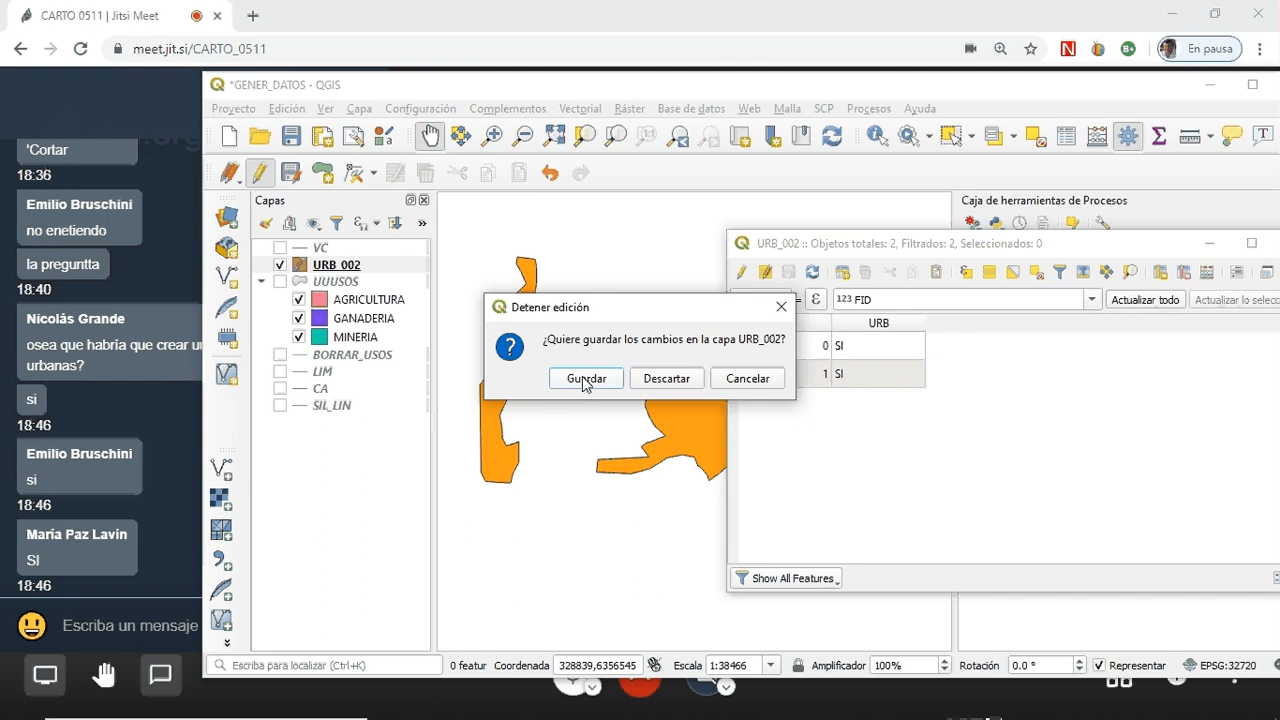 CARTO 0511 | Jitsi Meet
meet.jit.si/CARTO_0511
En pausa
'Cortar
18:36
Emilio Bruschini
no enetiendo
la preguntta
18:40
Nicolás Grande
osea que habría que crear u
urbanas?
si
18:46
Emilio Bruschini
si
18:46
María Paz Lavín
SI
18:46
Escriba un mensaje
*GENER_DATOS - QGIS
Proyecto Edición Ver Capa Configuración Complementos Vectorial Ráster Base de datos Web Malla SCP Procesos Ayuda
Capas
VC
URB_002
UUUSOS
AGRICULTURA
GANADERIA
MINERIA
BORRAR_USOS
LIM
CA
SIL_LIN
Caja de herramientas de Procesos
URB_002 :: Objetos totales: 2, Filtrados: 2, Seleccionados: 0
123 FID
Actualizar todo
Actualizar lo selecc
URB
0 SI
1 SI
Show All Features
Detener edición
¿Quiere guardar los cambios en la capa URB_002?
Guardar
Descartar
Cancelar
Escriba para localizar (Ctrl+K)
0 featur
Coordenada 328839,6356545
Escala 1:38466
Amplificador 100%
Rotación 0.0 °
Representar
EPSG:32720